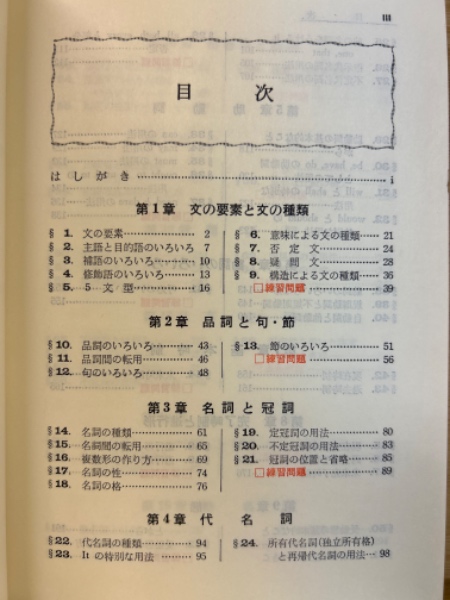 III
目次
はしがき……i
第1章 文の要素と文の種類
§1. 文の要素……2
§2. 主語と目的語のいろいろ 7
§3. 補語のいろいろ……10
§4. 修飾語のいろいろ……13
§5. 5文型……16
§6. 意味による文の種類……21
§7. 否定文……24
§8. 疑問文……28
§9. 構造による文の種類……36
□練習問題……39
第2章 品詞と句・節
§10. 品詞のいろいろ……43
§11. 品詞間の転用……46
§12. 句のいろいろ……48
§13. 節のいろいろ……51
□練習問題……56
第3章 名詞と冠詞
§14. 名詞の種類……61
§15. 名詞間の転用……65
§16. 複数形の作り方……69
§17. 名詞の性……74
§18. 名詞の格……76
§19. 定冠詞の用法……80
§20. 不定冠詞の用法……83
§21. 冠詞の位置と省略……85
□練習問題……89
第4章 代名詞
§22. 代名詞の種類……94
§23. Itの特別な用法……95
§24. 所有代名詞(独立所有格)
と再帰代名詞の用法…98